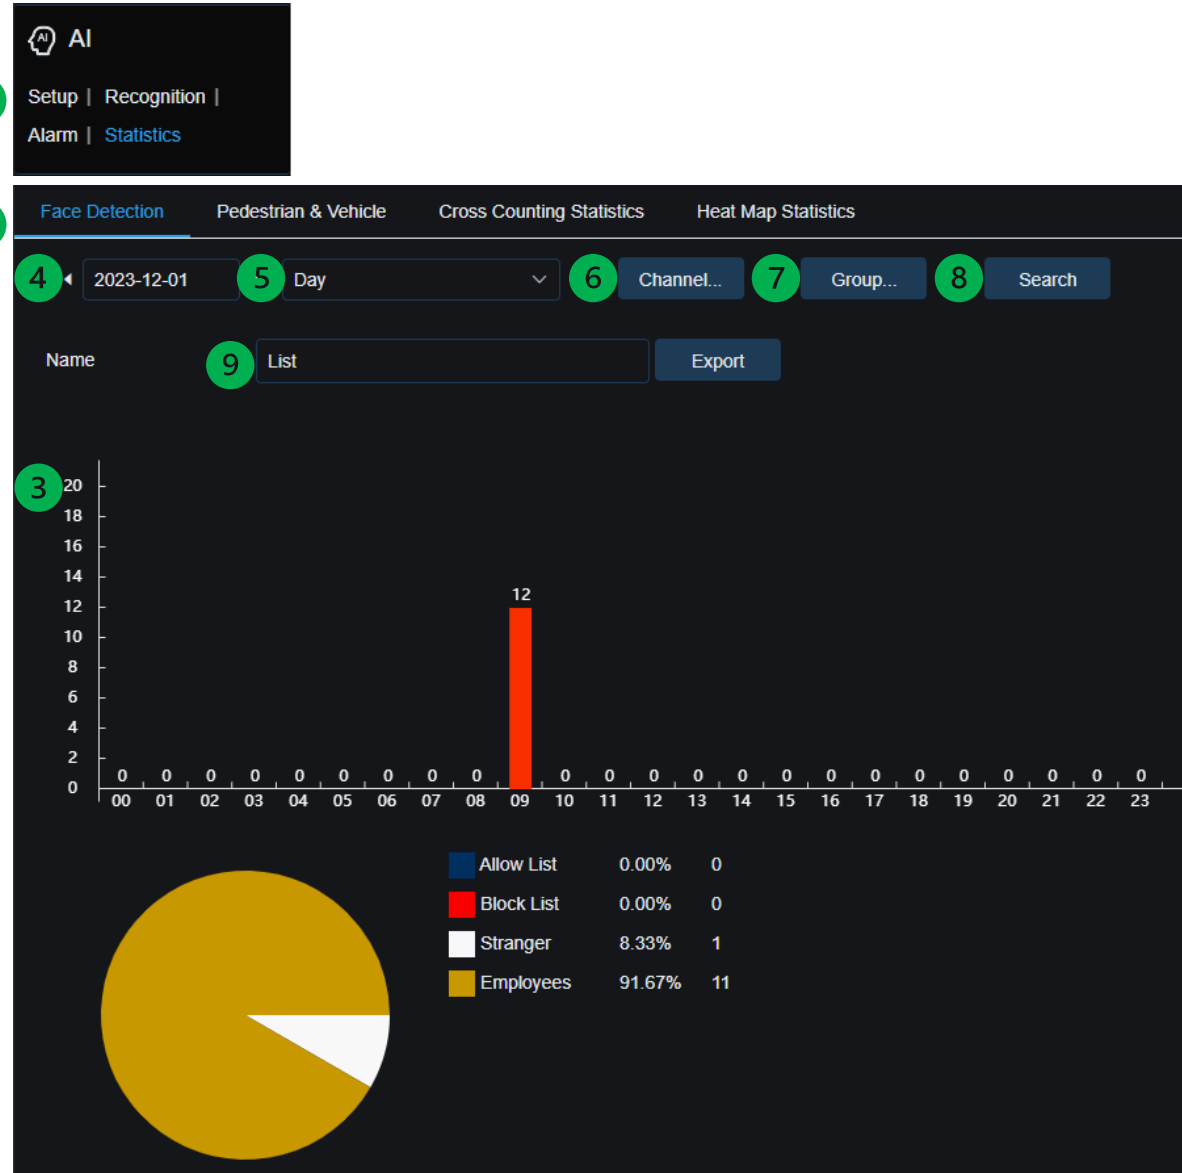 AI
Setup | Recognition |
Alarm | Statistics
Face Detection Pedestrian & Vehicle Cross Counting Statistics Heat Map Statistics
4 2023-12-01 5 Day 6 Channel... 7 Group... 8 Search
Name 9 List Export
3
20
18
16
14
12
10
8
6
4
2
0
12
0 0 0 0 0 0 0 0 0 0 0 0 0 0 0 0 0 0 0 0 0 0 0
00 01 02 03 04 05 06 07 08 09 10 11 12 13 14 15 16 17 18 19 20 21 22 23
Allow List 0.00% 0
Block List 0.00% 0
Stranger 8.33% 1
Employees 91.67% 11